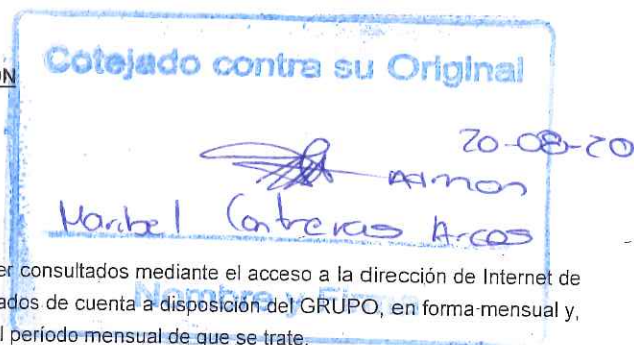 ON
Cotejado contra su Original
20-08-20
Maribel Contreras Arcos
er consultados mediante el acceso a la dirección de Internet de
ados de cuenta a disposición del GRUPO, en forma mensual y,
Nombre y Firma
l período mensual de que se trate.